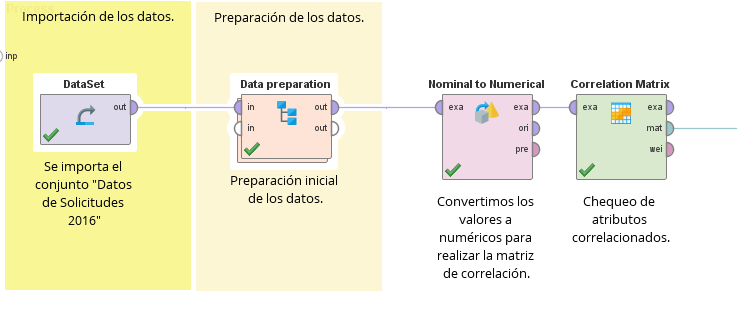 Process
Importación de los datos.
Preparación de los datos.
inp
DataSet
out
Se importa el
conjunto "Datos
de Solicitudes
2016"
Data preparation
in
out
in
out
Preparación inicial
de los datos.
Nominal to Numerical
exa
exa
ori
pre
Convertimos los
valores a
numéricos para
realizar la matriz
de correlación.
Correlation Matrix
exa
exa
mat
wei
Chequeo de
atributos
correlacionados.